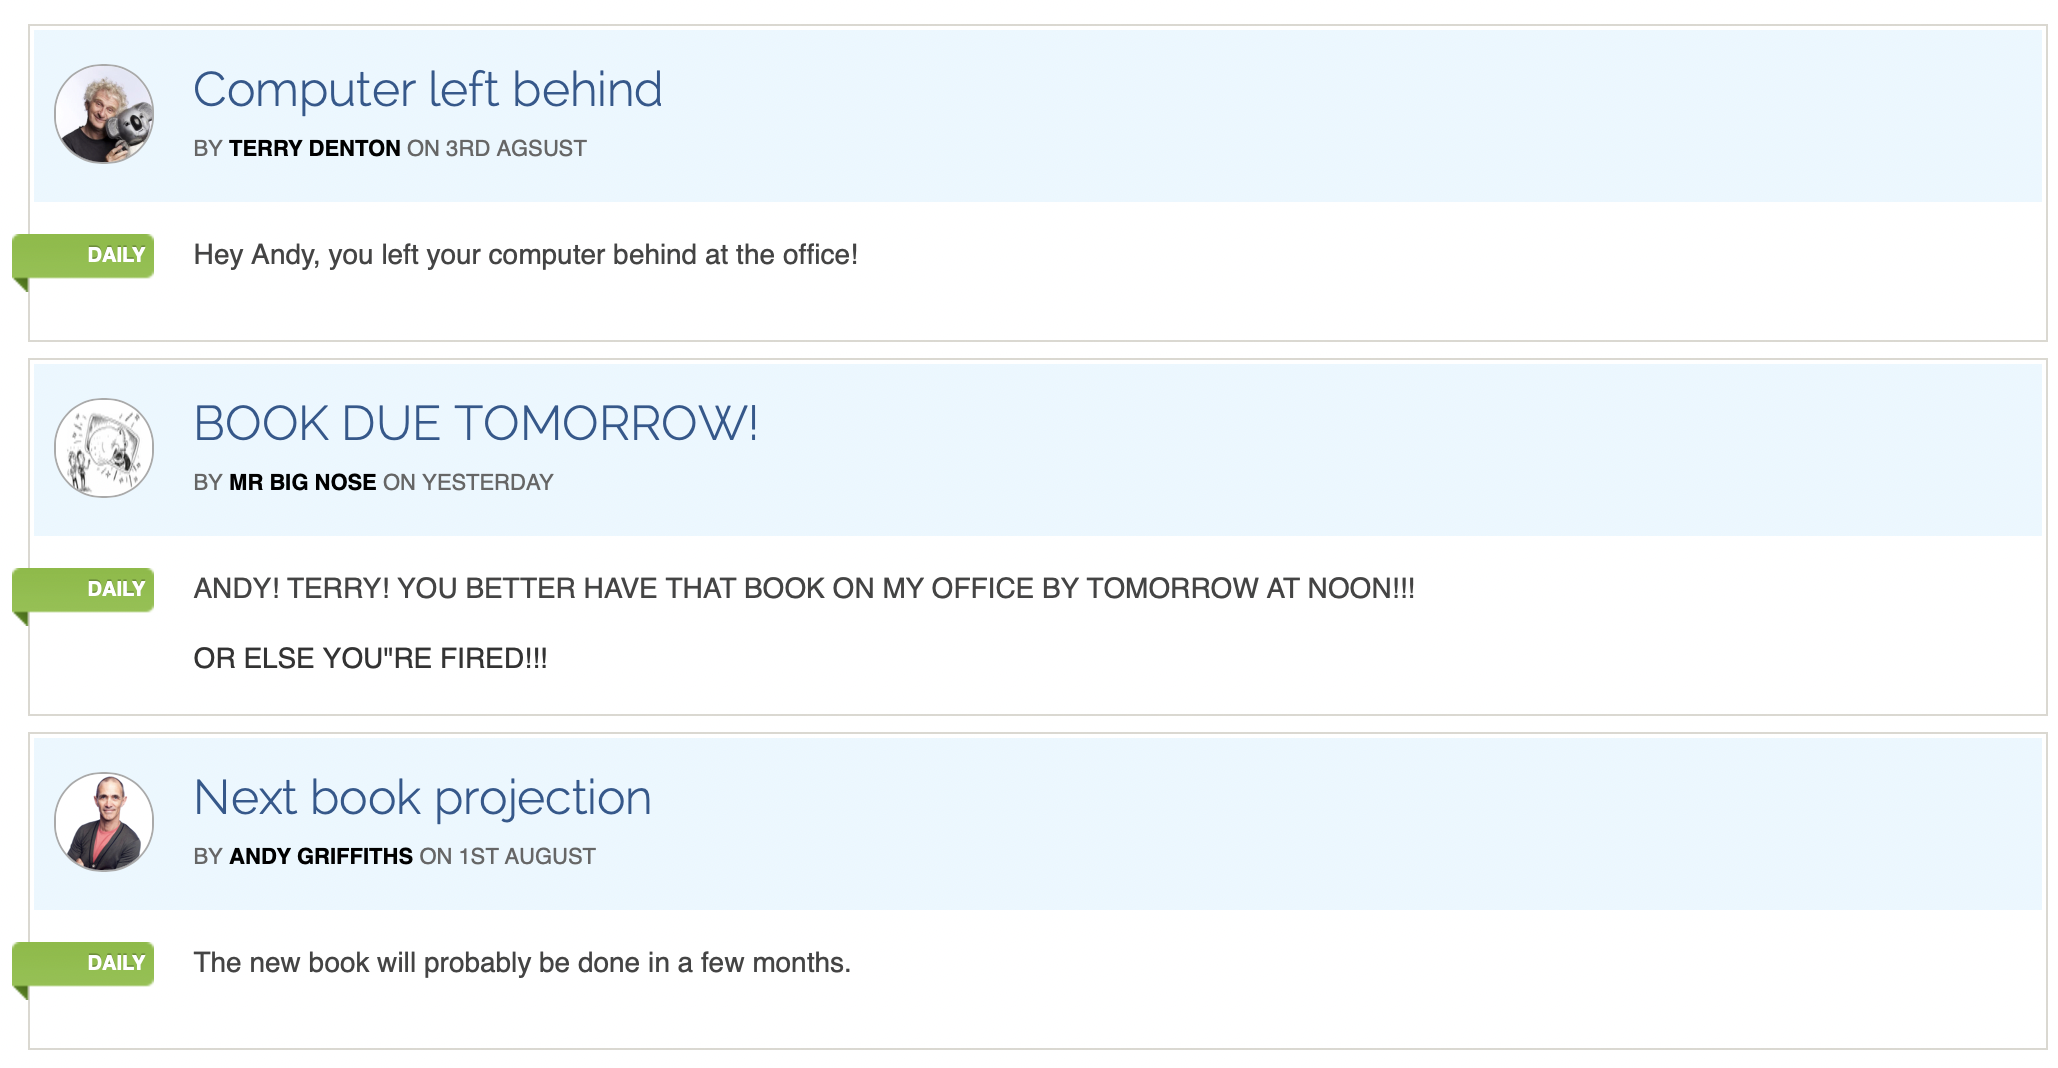 Computer left behind
BY TERRY DENTON ON 3RD AGSUST
DAILY
Hey Andy, you left your computer behind at the office!
BOOK DUE TOMORROW!
BY MR BIG NOSE ON YESTERDAY
DAILY
ANDY! TERRY! YOU BETTER HAVE THAT BOOK ON MY OFFICE BY TOMORROW AT NOON!!!
OR ELSE YOU"RE FIRED!!!
Next book projection
BY ANDY GRIFFITHS ON 1ST AUGUST
DAILY
The new book will probably be done in a few months.